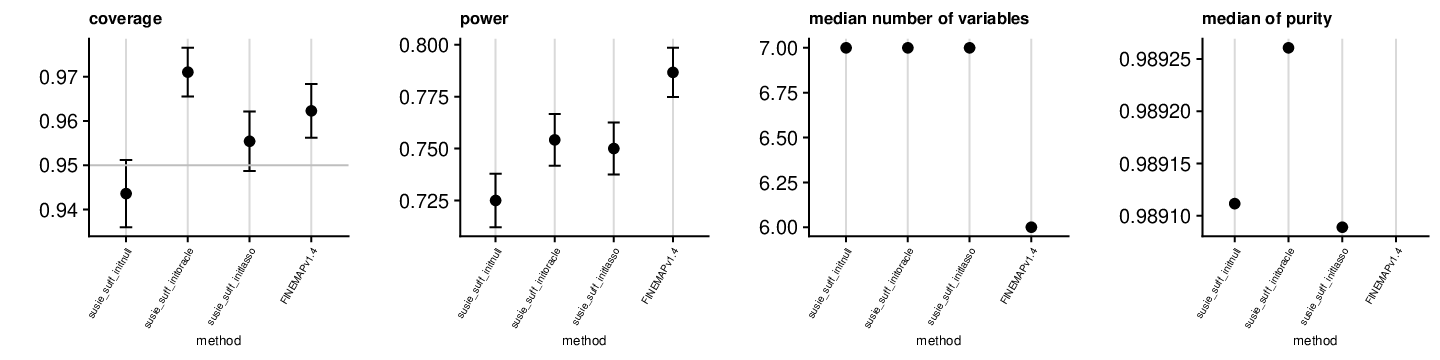 coverage
0.97
0.96
0.95
0.94
susie_suff_initnull
susie_suff_initoracle
susie_suff_initlasso
FINEMAPv1.4
method
power
0.800
0.775
0.750
0.725
susie_suff_initnull
susie_suff_initoracle
susie_suff_initlasso
FINEMAPv1.4
method
median number of variables
7.00
6.75
6.50
6.25
6.00
susie_suff_initnull
susie_suff_initoracle
susie_suff_initlasso
FINEMAPv1.4
method
median of purity
0.98925
0.98920
0.98915
0.98910
susie_suff_initnull
susie_suff_initoracle
susie_suff_initlasso
FINEMAPv1.4
method